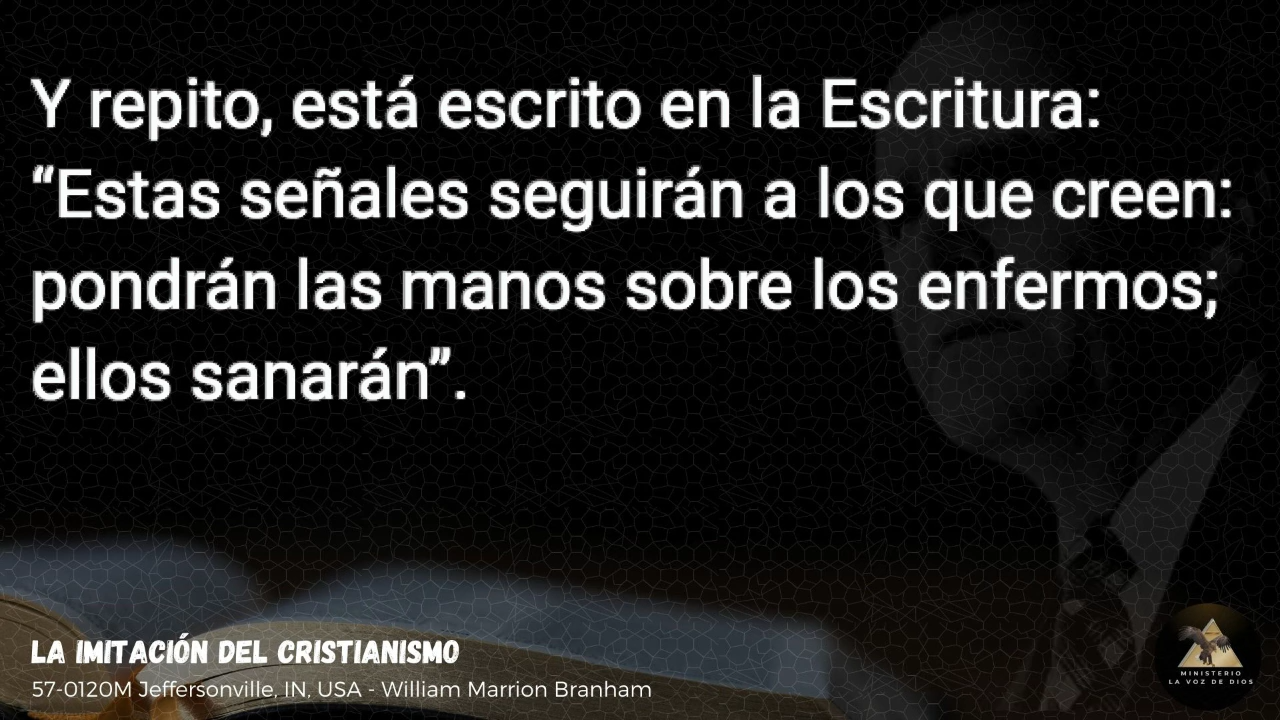 Y repito, está escrito en la Escritura:
“Estas señales seguirán a los que creen:
pondrán las manos sobre los enfermos;
ellos sanarán”.
LA IMITACIÓN DEL CRISTIANISMO
57-0120M Jeffersonville, IN, USA - William Marrion Branham
MINISTERIO
LA VOZ DE DIOS